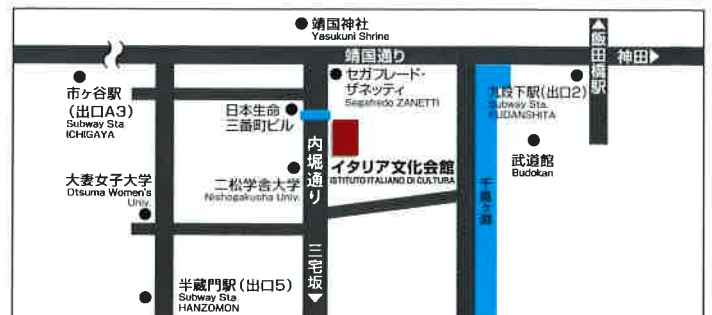 靖国神社
Yasukuni Shrine
▲飯田橋駅
靖国通り
神田▶
市ヶ谷駅
(出口A3)
Subway Sta
ICHIGAYA
セガフレード・
ザネッティ
Segafredo ZANETTI
九段下駅(出口2)
Subway Sta.
KUDANSHITA
日本生命
三番町ビル
内堀通り
武道館
Budokan
イタリア文化会館
ISTITUTO ITALIANO DI CULTURA
大妻女子大学
Otsuma Women's
Univ.
二松学舎大学
Nishogakusha Univ.
千鳥ヶ淵
三宅坂▼
半蔵門駅(出口5)
Subway Sta
HANZOMON